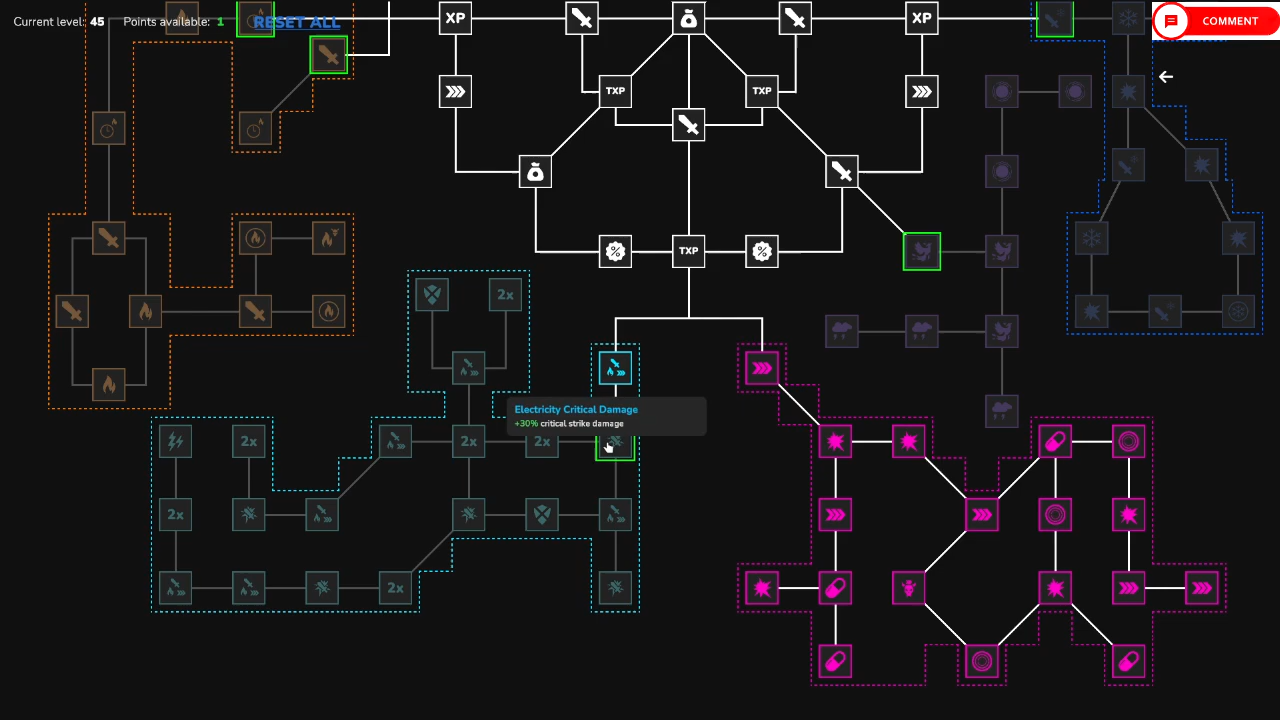 Current level: 45
Points available: 1
RESET ALL
XP
XP
COMMENT
TXP
TXP
TXP
2x
Electricity Critical Damage
+30% critical strike damage
2x
2x
2x
2x
2x